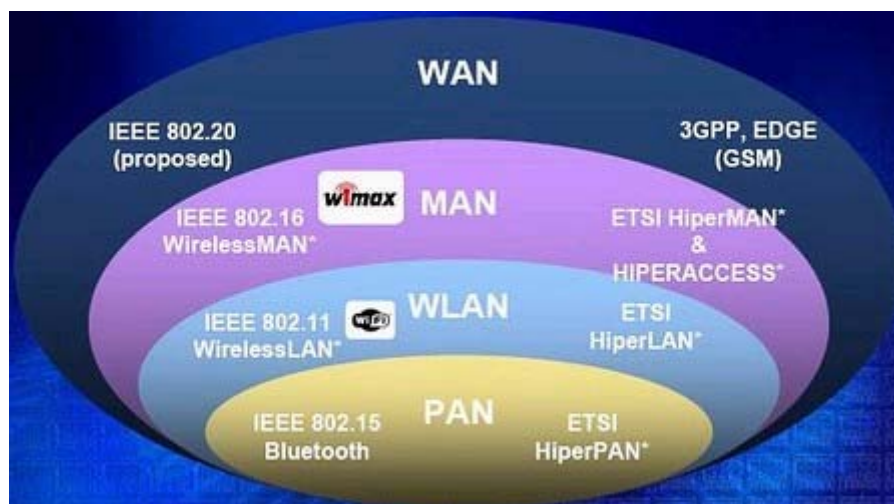 WAN
IEEE 802.20
(proposed)
3GPP, EDGE
(GSM)
wimax
MAN
IEEE 802.16
WirelessMAN*
ETSI HiperMAN*
&
HIPERACCESS*
WLAN
IEEE 802.11
WirelessLAN*
WiFi
ETSI
HiperLAN*
PAN
IEEE 802.15
Bluetooth
ETSI
HiperPAN*